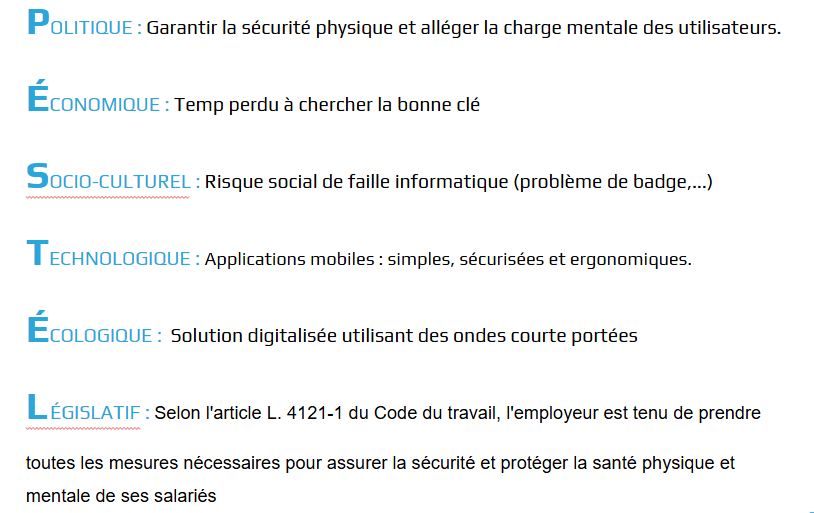 POLITIQUE : Garantir la sécurité physique et alléger la charge mentale des utilisateurs.
ÉCONOMIQUE : Temp perdu à chercher la bonne clé
SOCIO-CULTUREL : Risque social de faille informatique (problème de badge,...)
TECHNOLOGIQUE : Applications mobiles : simples, sécurisées et ergonomiques.
ÉCOLOGIQUE : Solution digitalisée utilisant des ondes courte portées
LÉGISLATIF : Selon l'article L. 4121-1 du Code du travail, l'employeur est tenu de prendre
toutes les mesures nécessaires pour assurer la sécurité et protéger la santé physique et
mentale de ses salariés